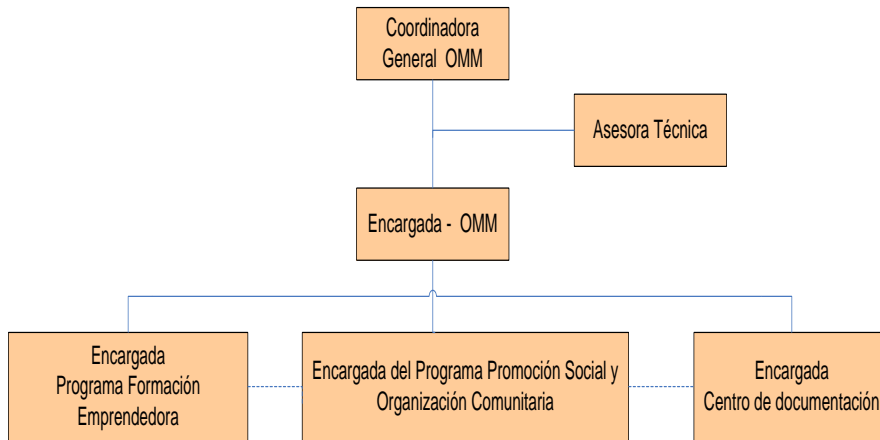 Coordinadora
General OMM
Asesora Técnica
Encargada - OMM
Encargada
Programa Formación
Emprendedora
Encargada del Programa Promoción Social y
Organización Comunitaria
Encargada
Centro de documentación